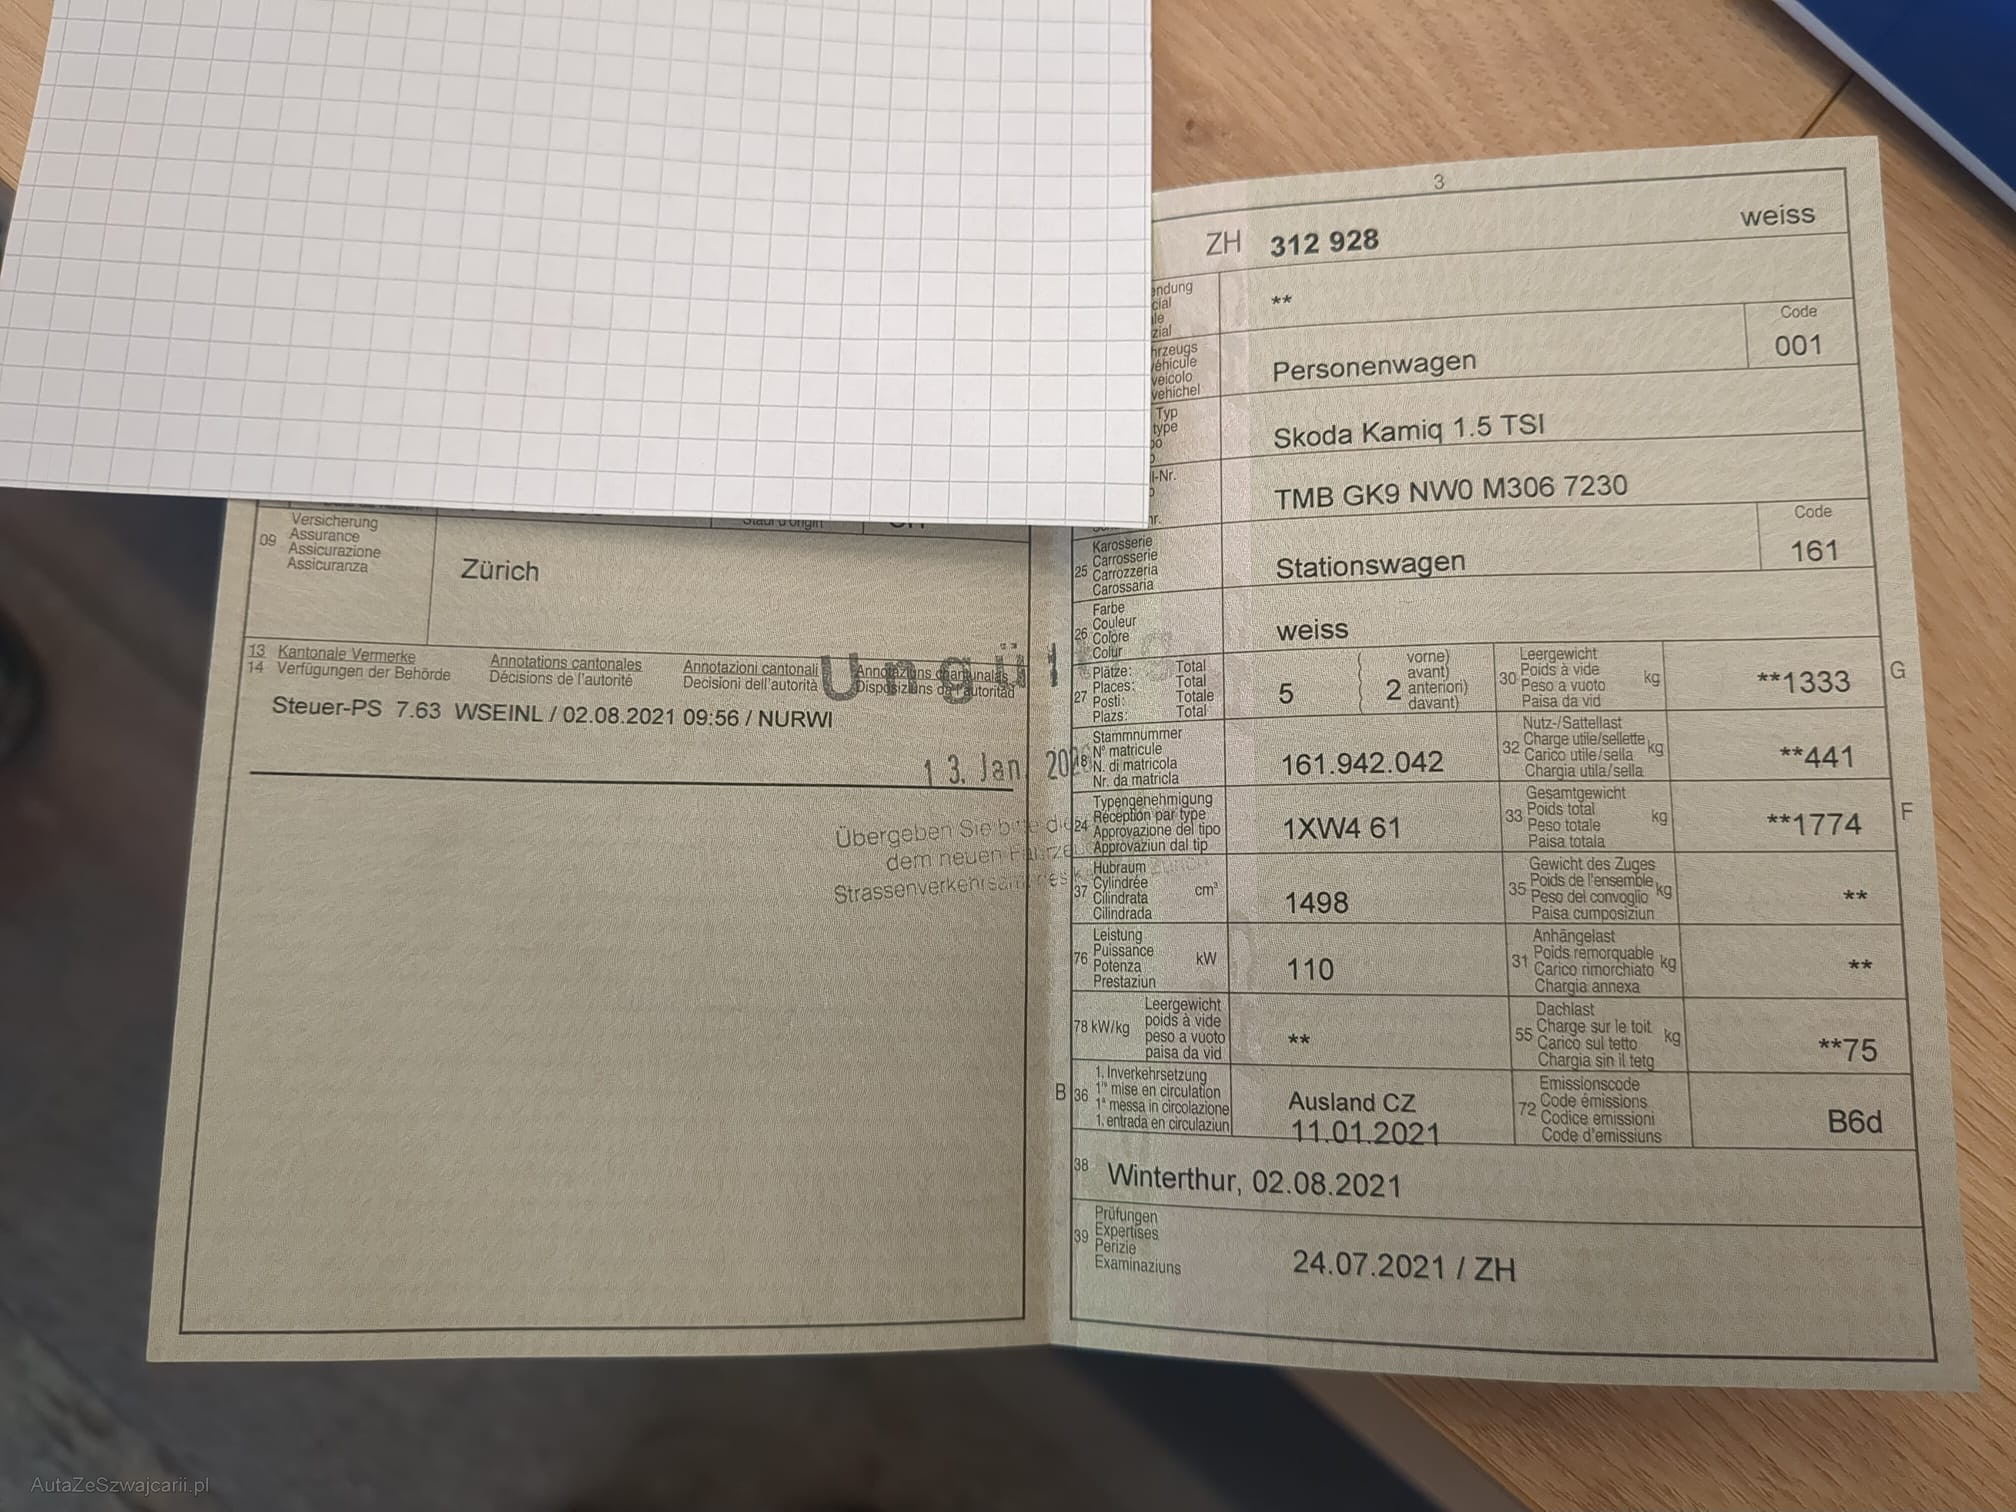 09 Versicherung
Assurance
Assicurazione
Assicuranza
Zürich
13 Kantonale Vermerke Annotations cantonales Annotazioni cantonali Annotaziuns chantunalas
14 Verfügungen der Behörde Décisions de l'autorité Decisioni dell'autorità Disposiziuns da l'autoritad
Steuer-PS 7.63 WSEINL / 02.08.2021 09:56 / NURWI
13. Jan.
Übergeben Sie
dem neuen
3
ZH 312 928 weiss
**
Code
Personenwagen 001
Typ
type
Skoda Kamiq 1.5 TSI
TMB GK9 NW0 M306 7230
Code
25 Karosserie
Carrosserie
Carrozzeria
Carossaria
Stationswagen 161
26 Farbe
Couleur
Colore
Colur
weiss
27 Plätze: Total
Places: Total
Posti: Totale
Plazs: Total
5 2 vorne)
avant)
anteriori)
davant)
30 Leergewicht
Poids à vide kg
Peso a vuoto
Paisa da vid
**1333 G
Stammnummer
N° matricule
N. di matricola
Nr. da matricla
161.942.042
32 Nutz-/Sattellast
Charge utile/sellette kg
Carico utile/sella
Chargia utila/sella
**441
24 Typengenehmigung
Réception par type
Approvazione del tipo
Approvaziun dal tip
1XW4 61
33 Gesamtgewicht
Poids total kg
Peso totale
Paisa totala
**1774 F
37 Hubraum
Cylindrée cm³
Cilindrata
Cilindrada
1498
35 Gewicht des Zuges
Poids de l'ensemble kg
Peso del convoglio
Paisa cumposiziun
**
76 Leistung
Puissance kW
Potenza
Prestaziun
110
31 Anhängelast
Poids remorquable kg
Carico rimorchiato
Chargia annexa
**
78 kW/kg Leergewicht
poids à vide
peso a vuoto
paisa da vid
**
55 Dachlast
Charge sur le toit kg
Carico sul tetto
Chargia sin il tetg
**75
B 36 1. Inverkehrsetzung
1re mise en circulation
1a messa in circolazione
1. entrada en circulaziun
Ausland CZ
11.01.2021
72 Emissionscode
Code émissions
Codice emissioni
Code d'emissiuns
B6d
38 Winterthur, 02.08.2021
39 Prüfungen
Expertises
Perizie
Examinaziuns
24.07.2021 / ZH
AutaZeSzwajcarii.pl